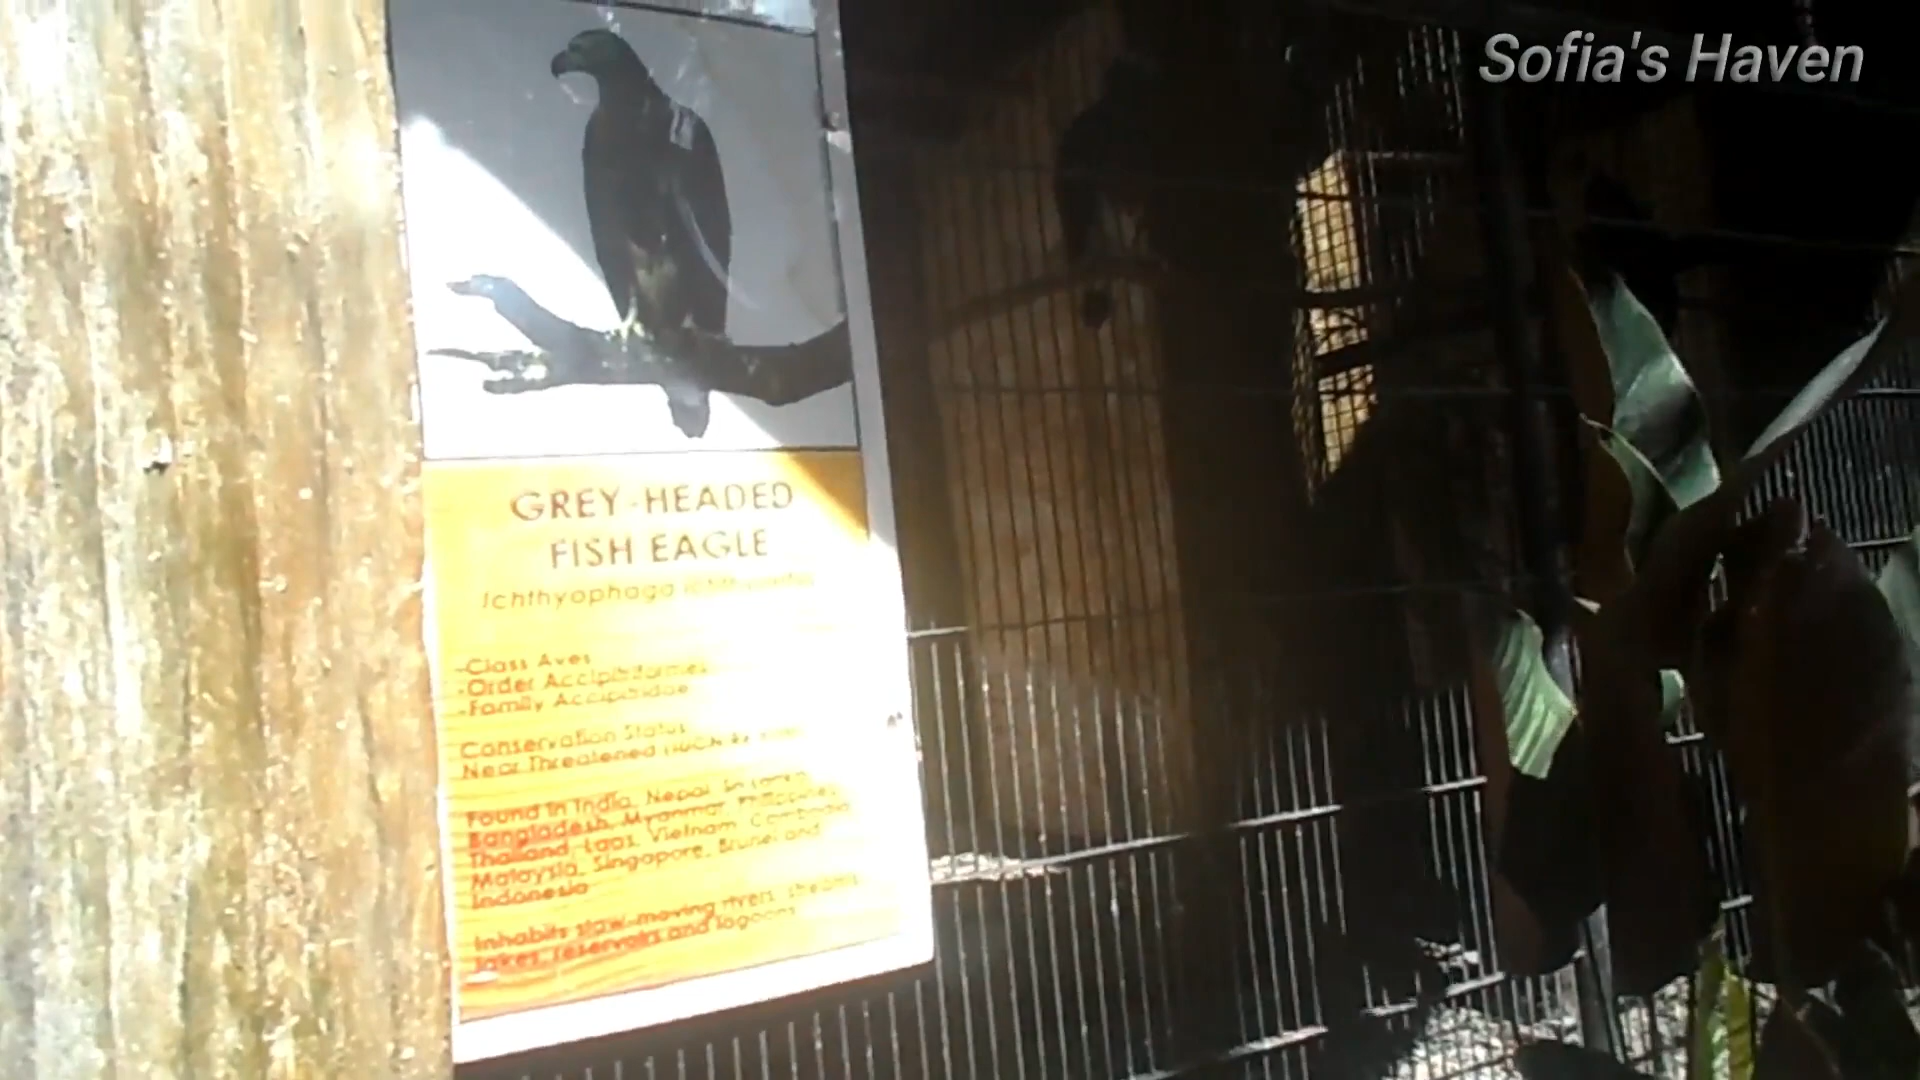 Sofia's Haven
GREY-HEADED
FISH EAGLE
Ichthyophaga
-Class Aves
-Order Accipitriformes
-Family Accipitridae
Conservation Status
Near Threatened
Found in India, Nepal,
Bangladesh, Myanmar, Philippines,
Thailand, Laos, Vietnam, Cambodia
Malaysia, Singapore, Brunei and
Indonesia
Inhabits slow-moving rivers, streams
lakes, reservoirs and lagoons